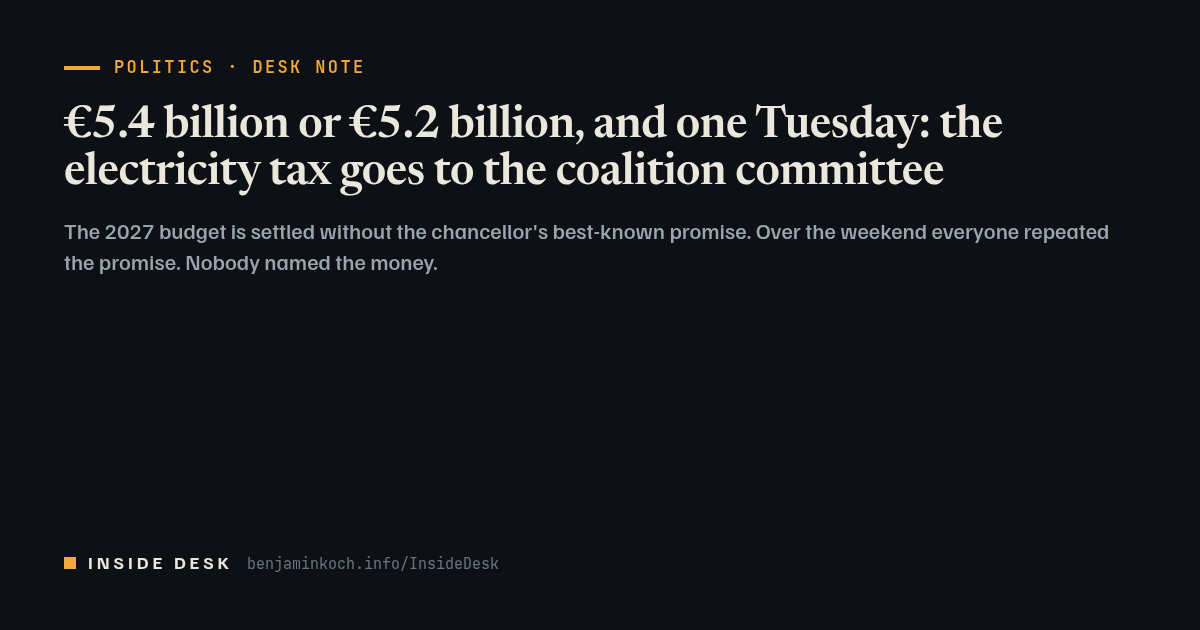 POLITICS · DESK NOTE
€5.4 billion or €5.2 billion, and one Tuesday: the
electricity tax goes to the coalition committee
The 2027 budget is settled without the chancellor's best-known promise. Over the weekend everyone repeated
the promise. Nobody named the money.
INSIDE DESK benjaminkoch.info/InsideDesk